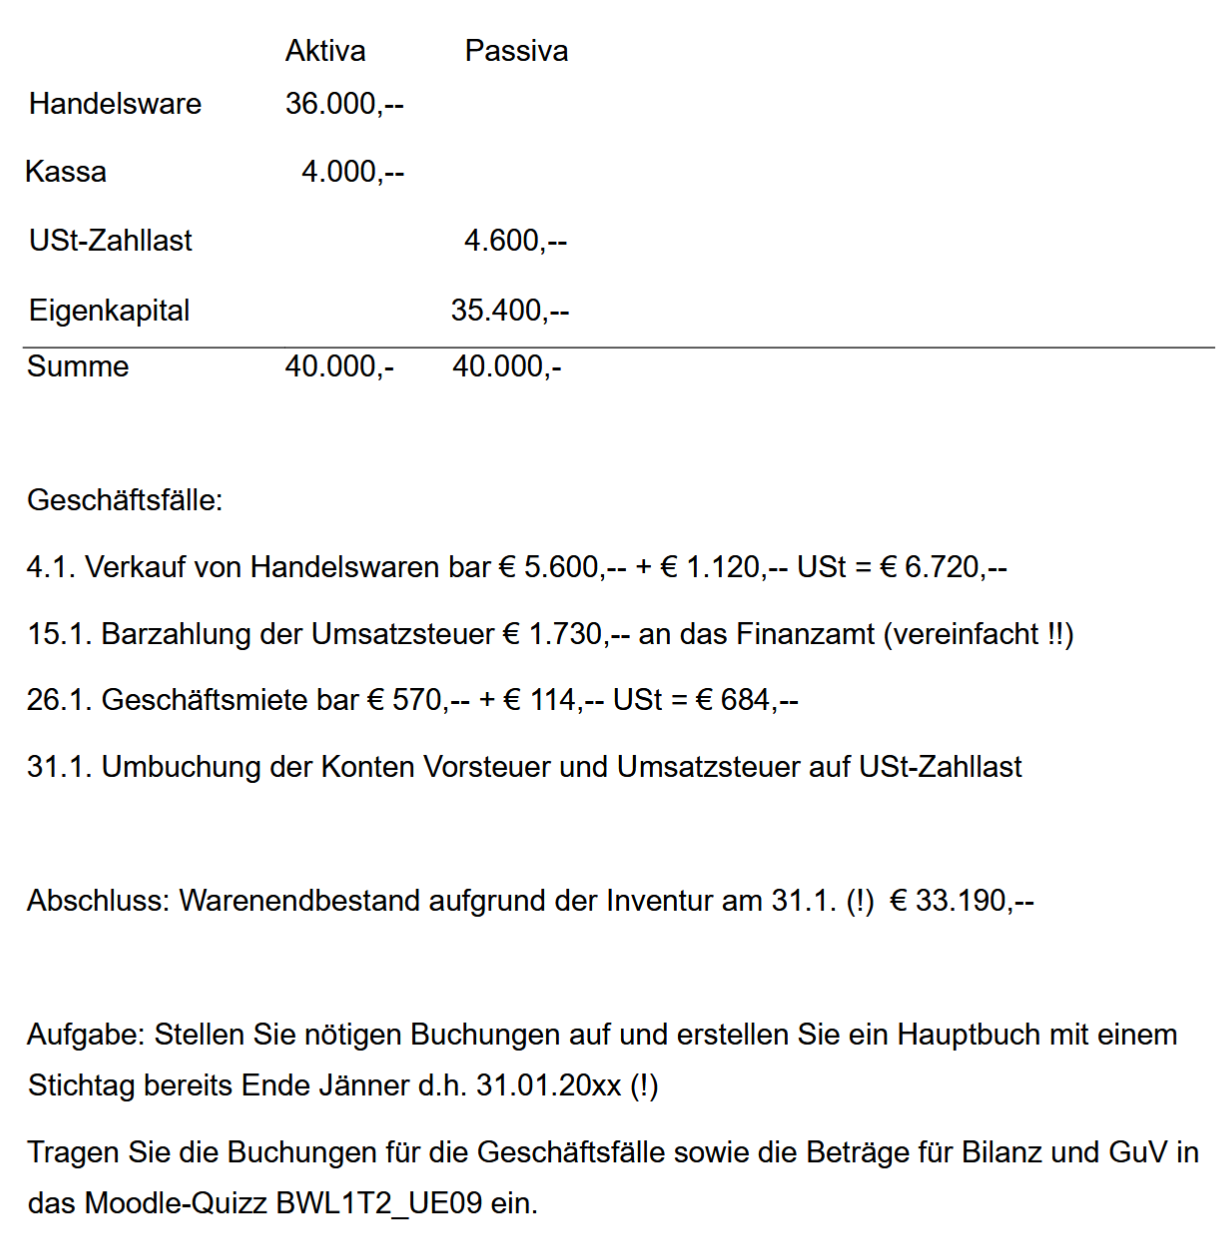 Aktiva Passiva
Handelsware 36.000,--
Kassa 4.000,--
USt-Zahllast 4.600,--
Eigenkapital 35.400,--
Summe 40.000,- 40.000,-
Geschäftsfälle:
4.1. Verkauf von Handelswaren bar € 5.600,-- + € 1.120,-- USt = € 6.720,--
15.1. Barzahlung der Umsatzsteuer € 1.730,-- an das Finanzamt (vereinfacht !!)
26.1. Geschäftsmiete bar € 570,-- + € 114,-- USt = € 684,--
31.1. Umbuchung der Konten Vorsteuer und Umsatzsteuer auf USt-Zahllast
Abschluss: Warenendbestand aufgrund der Inventur am 31.1. (!) € 33.190,--
Aufgabe: Stellen Sie nötigen Buchungen auf und erstellen Sie ein Hauptbuch mit einem
Stichtag bereits Ende Jänner d.h. 31.01.20xx (!)
Tragen Sie die Buchungen für die Geschäftsfälle sowie die Beträge für Bilanz und GuV in
das Moodle-Quizz BWL1T2_UE09 ein.